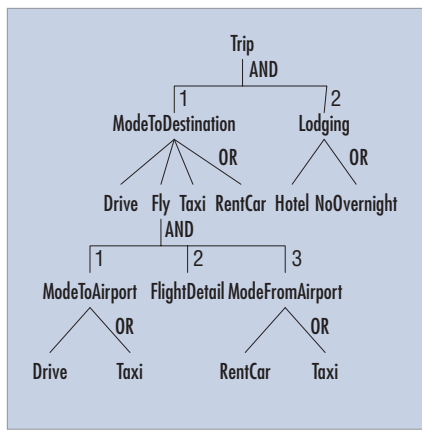 Trip
AND
1 2
ModeToDestination Lodging
OR OR
Drive Fly Taxi RentCar Hotel NoOvernight
AND
1 2 3
ModeToAirport FlightDetail ModeFromAirport
OR OR
Drive Taxi RentCar Taxi